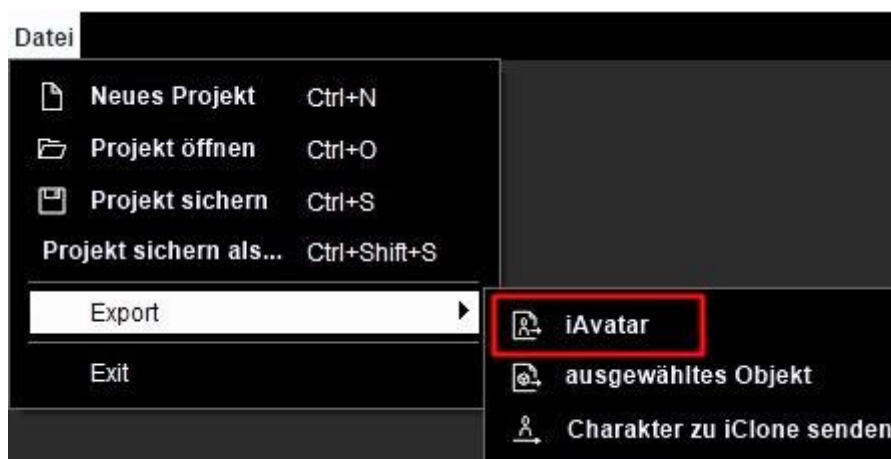 Datei
Neues Projekt Ctrl+N
Projekt öffnen Ctrl+O
Projekt sichern Ctrl+S
Projekt sichern als... Ctrl+Shift+S
Export
iAvatar
Exit
ausgewähltes Objekt
Charakter zu iClone senden